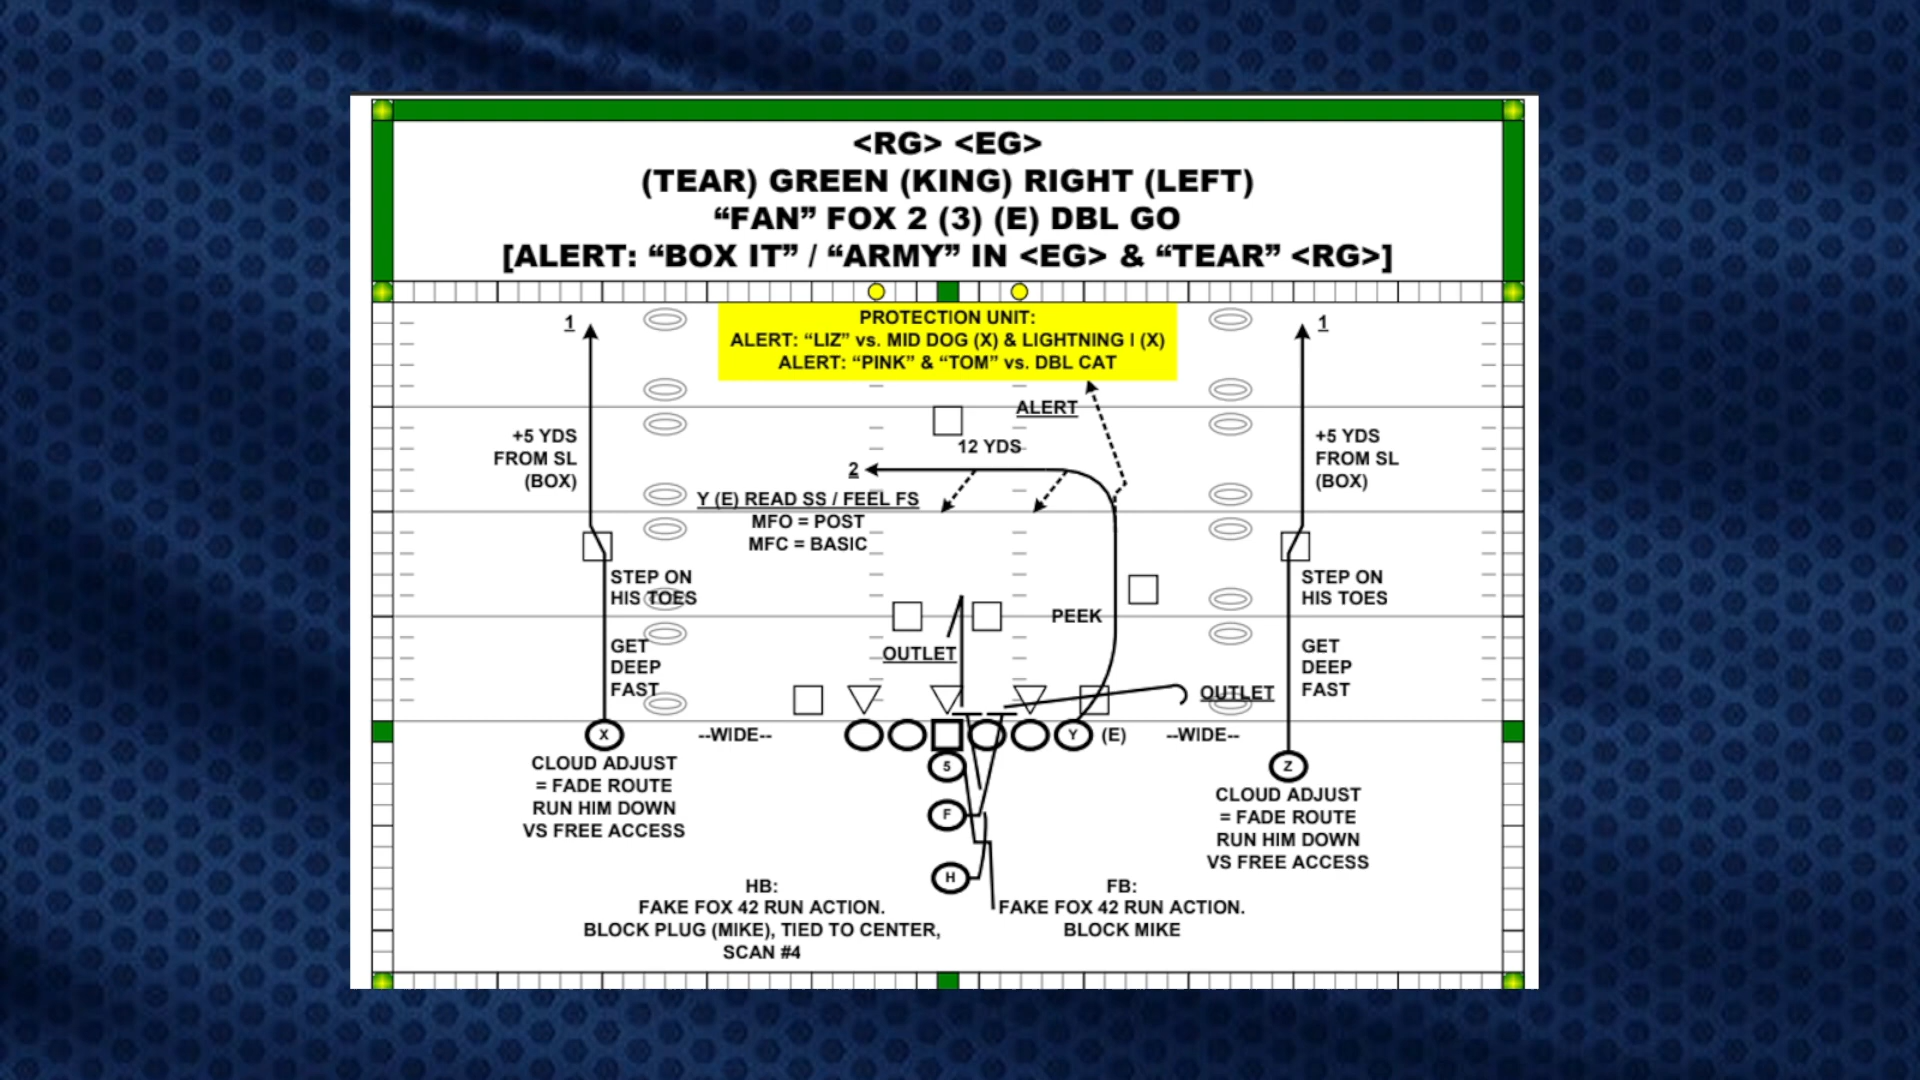 <RG> <EG>
(TEAR) GREEN (KING) RIGHT (LEFT)
“FAN” FOX 2 (3) (E) DBL GO
[ALERT: “BOX IT” / “ARMY” IN <EG> & “TEAR” <RG>]
PROTECTION UNIT:
ALERT: “LIZ” vs. MID DOG (X) & LIGHTNING I (X)
ALERT: “PINK” & “TOM” vs. DBL CAT
1
1
ALERT
+5 YDS
FROM SL
(BOX)
12 YDS
+5 YDS
FROM SL
(BOX)
2
Y (E) READ SS / FEEL FS
MFO = POST
MFC = BASIC
STEP ON
HIS TOES
STEP ON
HIS TOES
PEEK
GET
DEEP
FAST
OUTLET
GET
DEEP
FAST
OUTLET
X
--WIDE--
Y
(E)
--WIDE--
5
Z
CLOUD ADJUST
= FADE ROUTE
RUN HIM DOWN
VS FREE ACCESS
F
CLOUD ADJUST
= FADE ROUTE
RUN HIM DOWN
VS FREE ACCESS
H
HB:
FAKE FOX 42 RUN ACTION.
BLOCK PLUG (MIKE), TIED TO CENTER,
SCAN #4
FB:
FAKE FOX 42 RUN ACTION.
BLOCK MIKE